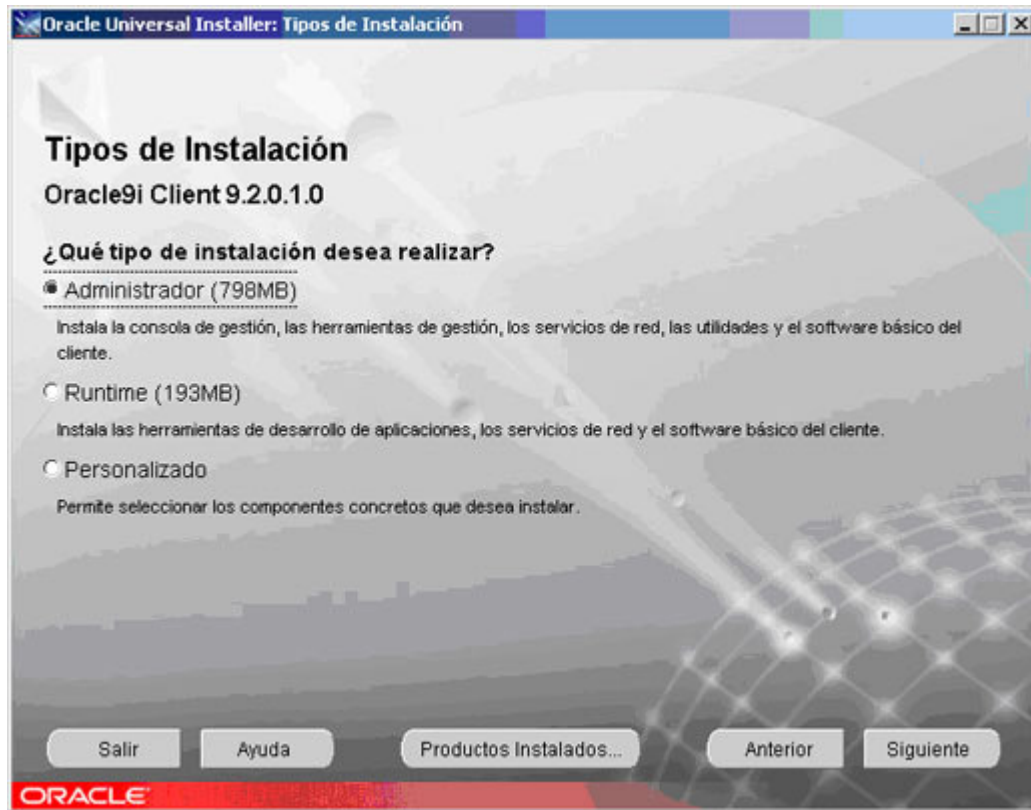 Oracle Universal Installer: Tipos de Instalación
Tipos de Instalación
Oracle9i Client 9.2.0.1.0
¿Qué tipo de instalación desea realizar?
Administrador (798MB)
Instala la consola de gestión, las herramientas de gestión, los servicios de red, las utilidades y el software básico del
cliente.
Runtime (193MB)
Instala las herramientas de desarrollo de aplicaciones, los servicios de red y el software básico del cliente.
Personalizado
Permite seleccionar los componentes concretos que desea instalar.
Salir Ayuda Productos Instalados... Anterior Siguiente
ORACLE